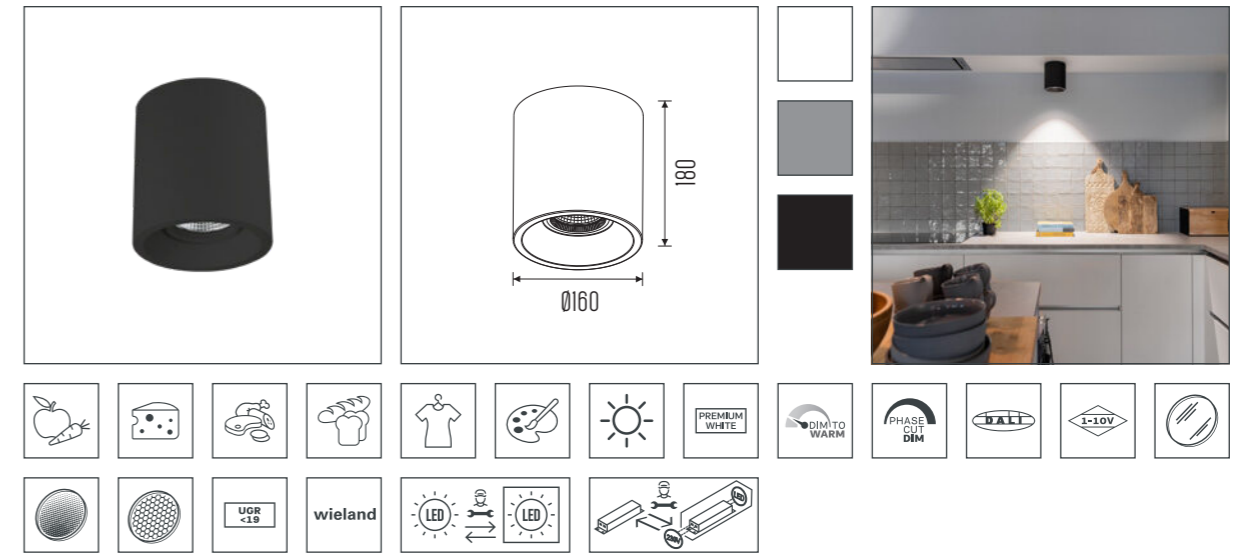 180
Ø160
PREMIUM
WHITE
DIM TO
WARM
PHASE
CUT
DIM
DALI
1-10V
UGR
<19
wieland
LED
LED
230V
LED